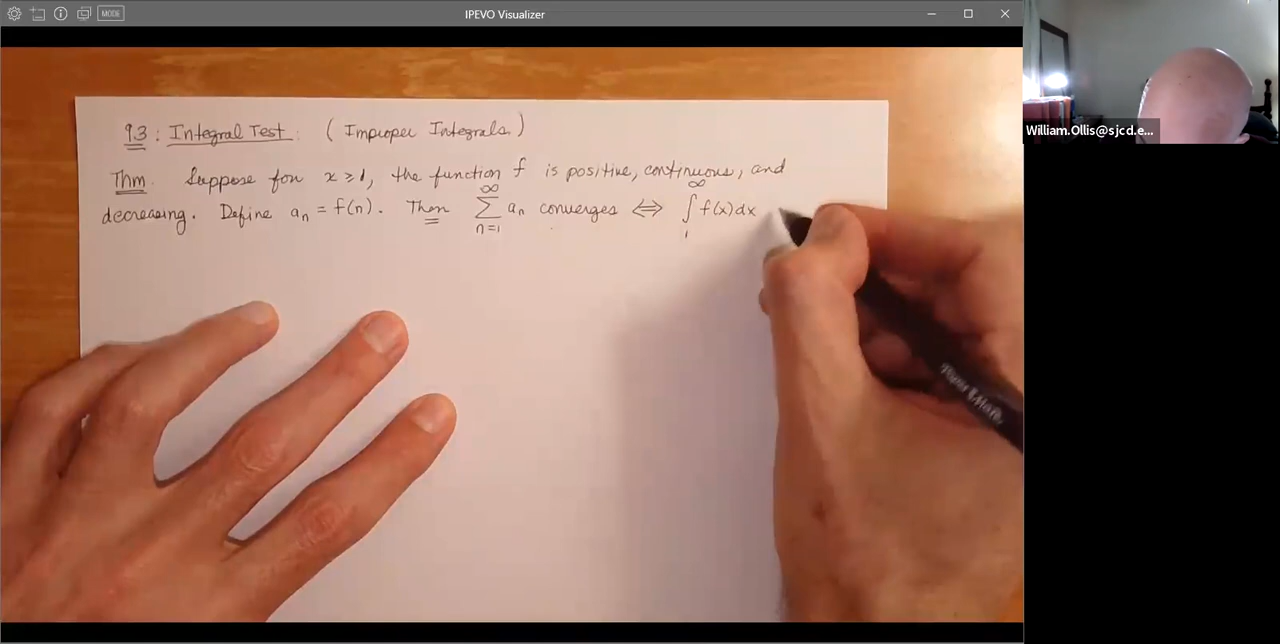 MODE
IPEVO Visualizer
William.Ollis@sjcd.e...
9.3 : Integral Test : ( Improper Integrals )
Thm. Suppose for x ≥ 1, the function f is positive, continuous, and
decreasing. Define aₙ = f(n). Then ∑_{n=1}^{∞} aₙ converges ⟺ ∫_{1}^{∞} f(x)dx